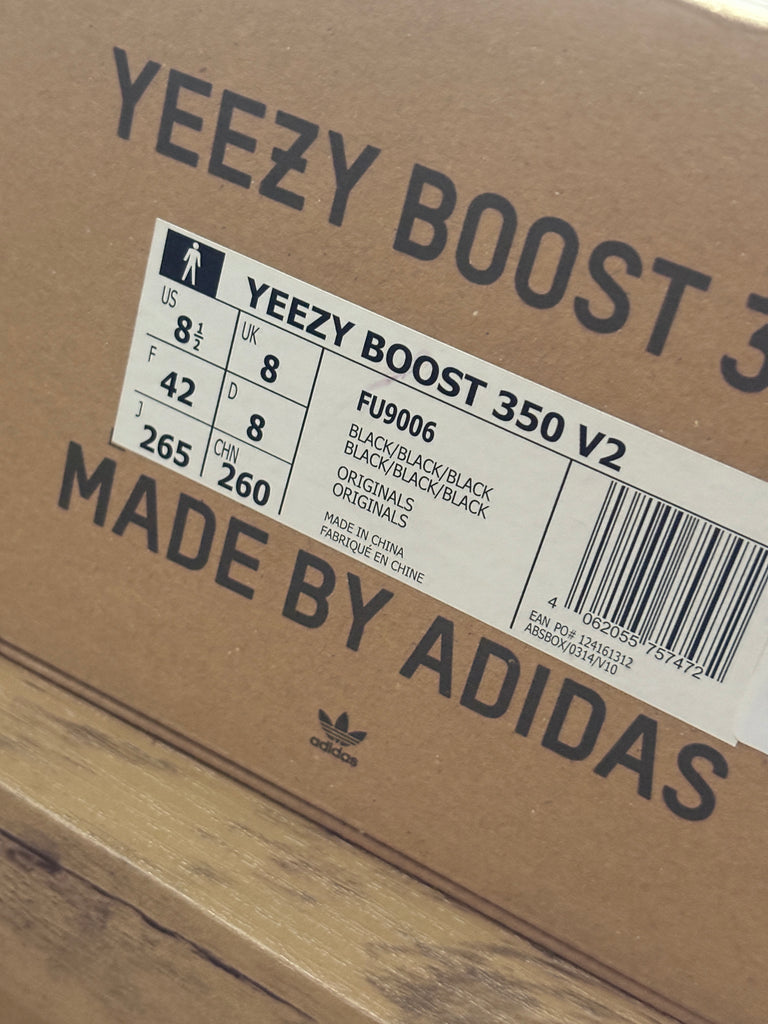 YEEZY BOOST 3
YEEZY BOOST 350 V2
US
8½
UK
8
F
42
D
8
J
265
CHN
260
FU9006
BLACK/BLACK/BLACK
BLACK/BLACK/BLACK
ORIGINALS
ORIGINALS
MADE IN CHINA
FABRIQUÉ EN CHINE
4 062055 757472
EAN PO# 124161312
ABSBOX/0314/V10
MADE BY ADIDAS
adidas